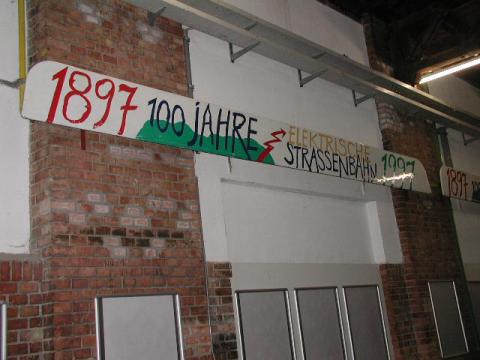 1897 100 JAHRE ELEKTRISCHE
STRASSENBAHN 1997
1897